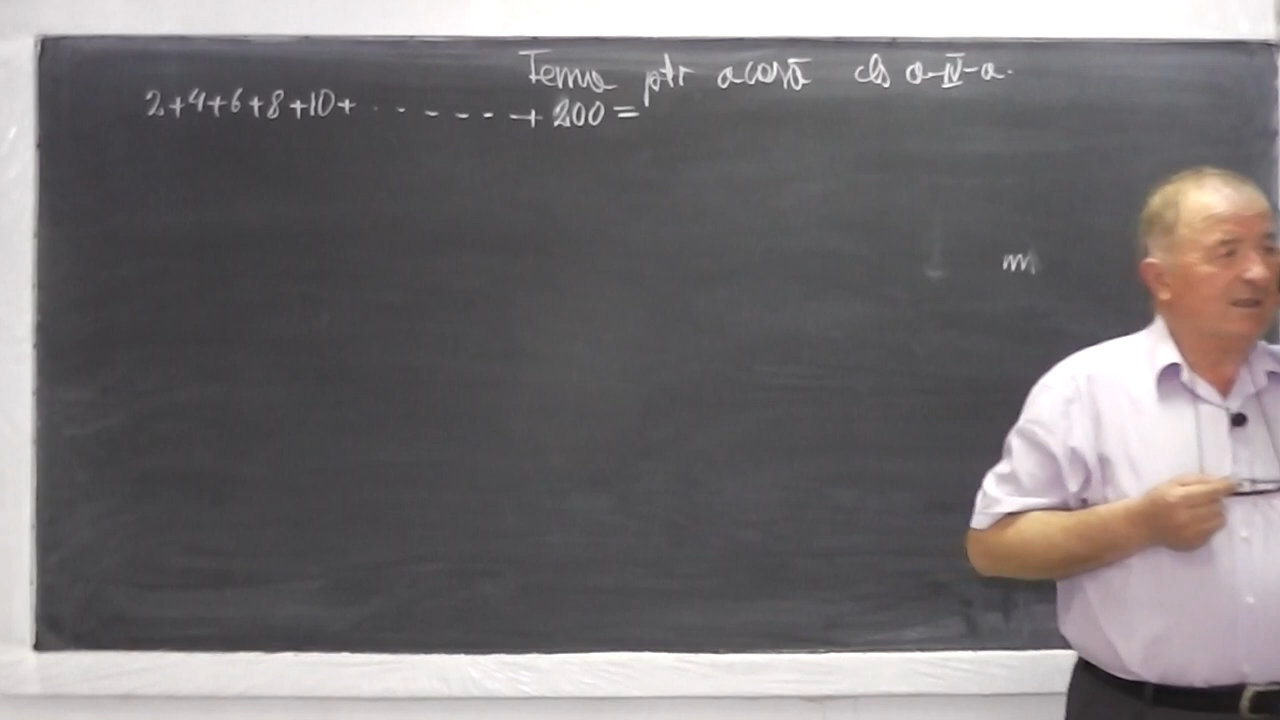 Tema ptr acasă cls a-IV-a.
2+4+6+8+10+ . . - - - - + 200 =
m